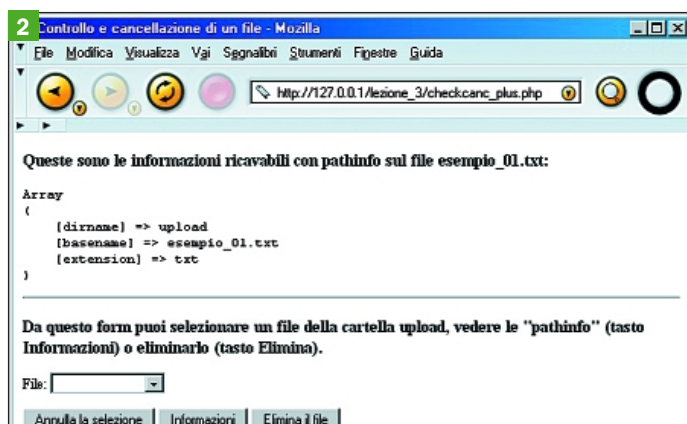 2
Controllo e cancellazione di un file - Mozilla
File Modifica Visualizza Vai Segnalibri Strumenti Finestre Guida
http://127.0.0.1/lezione_3/checkcanc_plus.php
Queste sono le informazioni ricavabili con pathinfo sul file esempio_01.txt:
Array
(
[dirname] => upload
[basename] => esempio_01.txt
[extension] => txt
)
Da questo form puoi selezionare un file della cartella upload, vedere le "pathinfo" (tasto
Informazioni) o eliminarlo (tasto Elimina).
File:
Annulla la selezione Informazioni Elimina il file